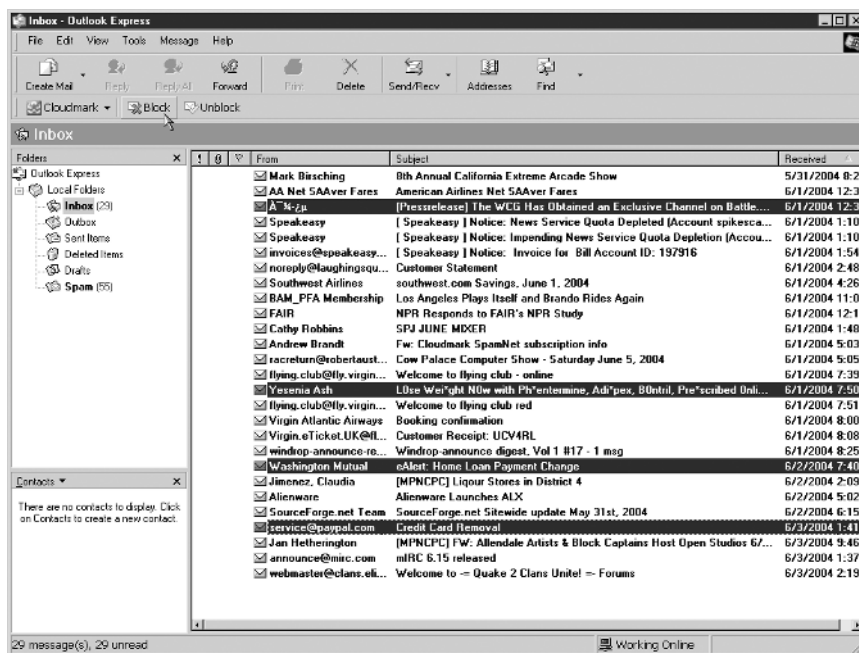 Inbox - Outlook Express
File Edit View Tools Message Help
Create Mail Reply Reply All Forward Print Delete Send/Recv Addresses Find
Cloudmark Block Unblock
Inbox
Folders
Outlook Express
Local Folders
Inbox (29)
Outbox
Sent Items
Deleted Items
Drafts
Spam (55)
Contacts
There are no contacts to display. Click
on Contacts to create a new contact.
! From Subject Received
Mark Birsching 8th Annual California Extreme Arcade Show 5/31/2004 8:2
AA Net SAAver Fares American Airlines Net SAAver Fares 6/1/2004 12:3
À¯¾·¿µ [Pressrelease] The WCG Has Obtained an Exclusive Channel on Battle.... 6/1/2004 12:3
Speakeasy [ Speakeasy ] Notice: News Service Quota Depleted (Account spikesca... 6/1/2004 1:10
Speakeasy [ Speakeasy ] Notice: Impending News Service Quota Depletion (Accou... 6/1/2004 1:10
invoices@speakeasy... [ Speakeasy ] Notice: Invoice for Bill Account ID: 197916 6/1/2004 1:54
noreply@laughingsqu... Customer Statement 6/1/2004 2:48
Southwest Airlines southwest.com Savings, June 1, 2004 6/1/2004 4:26
BAM_PFA Membership Los Angeles Plays Itself and Brando Rides Again 6/1/2004 11:0
FAIR NPR Responds to FAIR's NPR Study 6/1/2004 12:1
Cathy Robbins SPJ JUNE MIXER 6/1/2004 1:48
Andrew Brandt Fw: Cloudmark SpamNet subscription info 6/1/2004 5:03
racreturn@robertaust... Cow Palace Computer Show - Saturday June 5, 2004 6/1/2004 5:05
flying.club@fly.virgin... Welcome to flying club - online 6/1/2004 7:39
Yesenia Ash L0se Wei*ght N0w with Ph*entermine, Adi*pex, B0ntril, Pre*scribed 0nli... 6/1/2004 7:50
flying.club@fly.virgin... Welcome to flying club red 6/1/2004 7:51
Virgin Atlantic Airways Booking confirmation 6/1/2004 8:00
Virgin.eTicket.UK@fl... Customer Receipt: UCV4RL 6/1/2004 8:08
windrop-announce-re... Windrop-announce digest, Vol 1 #17 - 1 msg 6/1/2004 8:25
Washington Mutual eAlert: Home Loan Payment Change 6/2/2004 7:40
Jimenez, Claudia [MPNCPC] Liqour Stores in District 4 6/2/2004 2:09
Alienware Alienware Launches ALX 6/2/2004 5:02
SourceForge.net Team SourceForge.net Sitewide update May 31st, 2004 6/2/2004 6:15
service@paypal.com Credit Card Removal 6/3/2004 1:41
Jan Hetherington [MPNCPC] FW: Allendale Artists & Block Captains Host Open Studios 6/... 6/3/2004 9:46
announce@mirc.com mIRC 6.15 released 6/3/2004 1:37
webmaster@clans.eli... Welcome to -= Quake 2 Clans Unite! =- Forums 6/3/2004 2:19
29 message(s), 29 unread Working Online